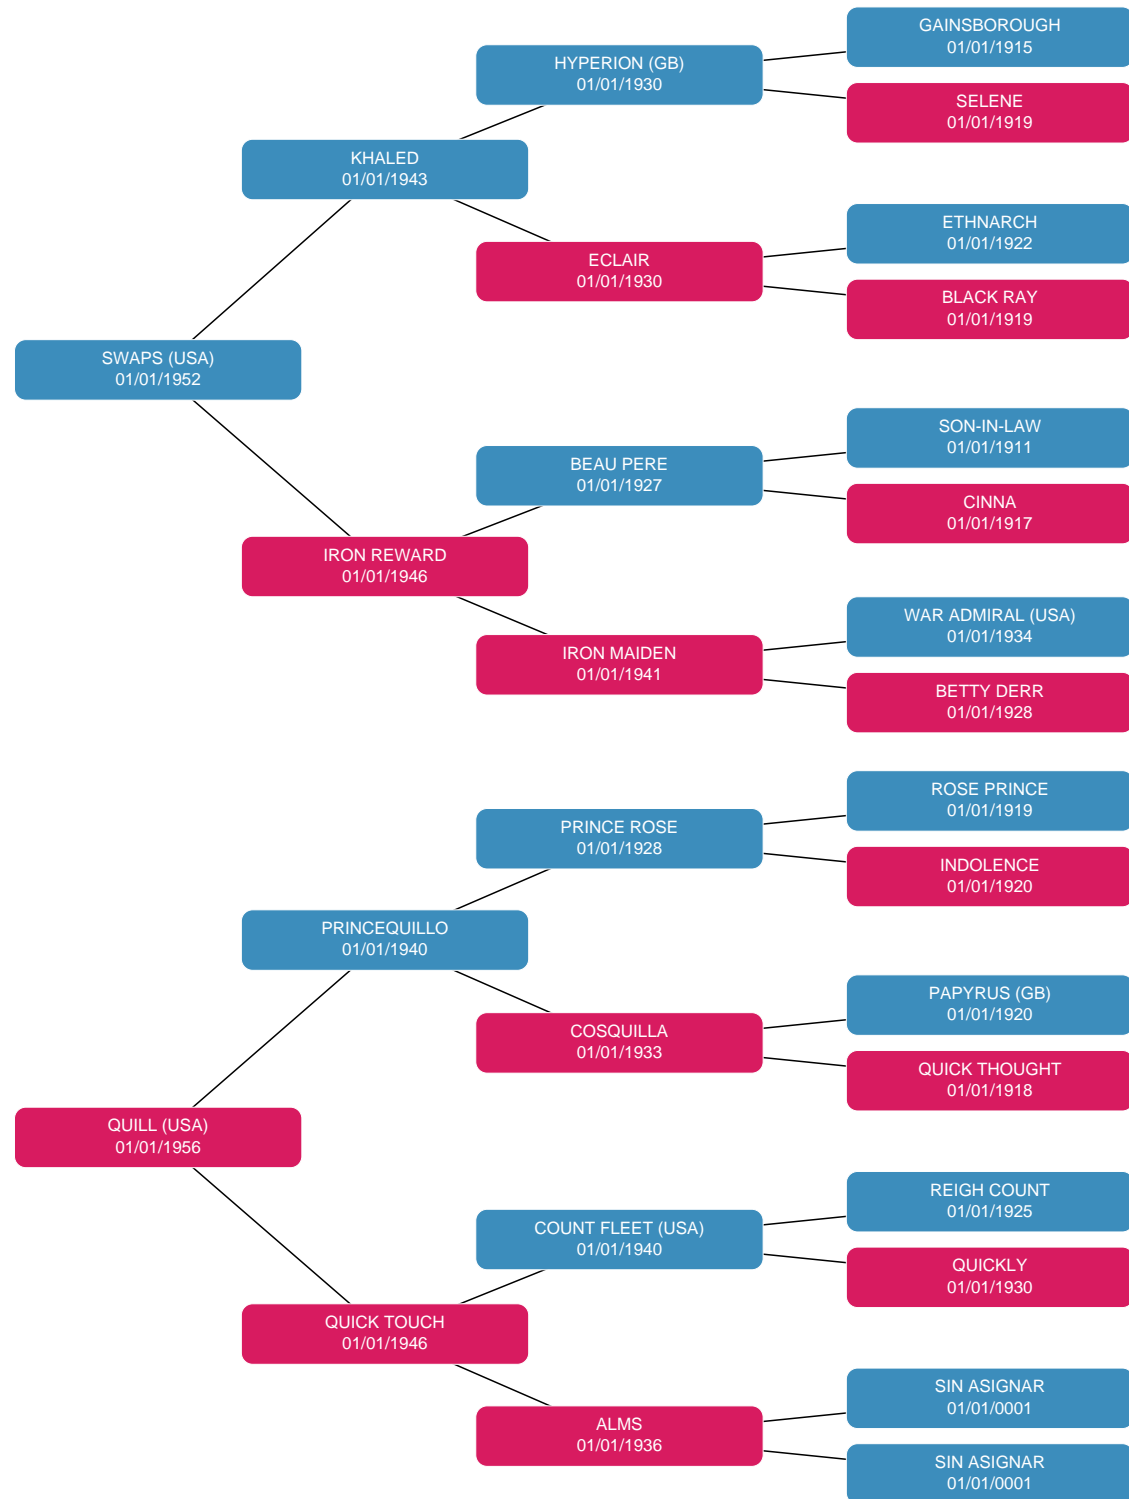 GAINSBOROUGH
01/01/1915
HYPERION (GB)
01/01/1930
SELENE
01/01/1919
KHALED
01/01/1943
ETHNARCH
01/01/1922
ECLAIR
01/01/1930
BLACK RAY
01/01/1919
SWAPS (USA)
01/01/1952
SON-IN-LAW
01/01/1911
BEAU PERE
01/01/1927
CINNA
01/01/1917
IRON REWARD
01/01/1946
WAR ADMIRAL (USA)
01/01/1934
IRON MAIDEN
01/01/1941
BETTY DERR
01/01/1928
ROSE PRINCE
01/01/1919
PRINCE ROSE
01/01/1928
INDOLENCE
01/01/1920
PRINCEQUILLO
01/01/1940
PAPYRUS (GB)
01/01/1920
COSQUILLA
01/01/1933
QUICK THOUGHT
01/01/1918
QUILL (USA)
01/01/1956
REIGH COUNT
01/01/1925
COUNT FLEET (USA)
01/01/1940
QUICKLY
01/01/1930
QUICK TOUCH
01/01/1946
SIN ASIGNAR
01/01/0001
ALMS
01/01/1936
SIN ASIGNAR
01/01/0001